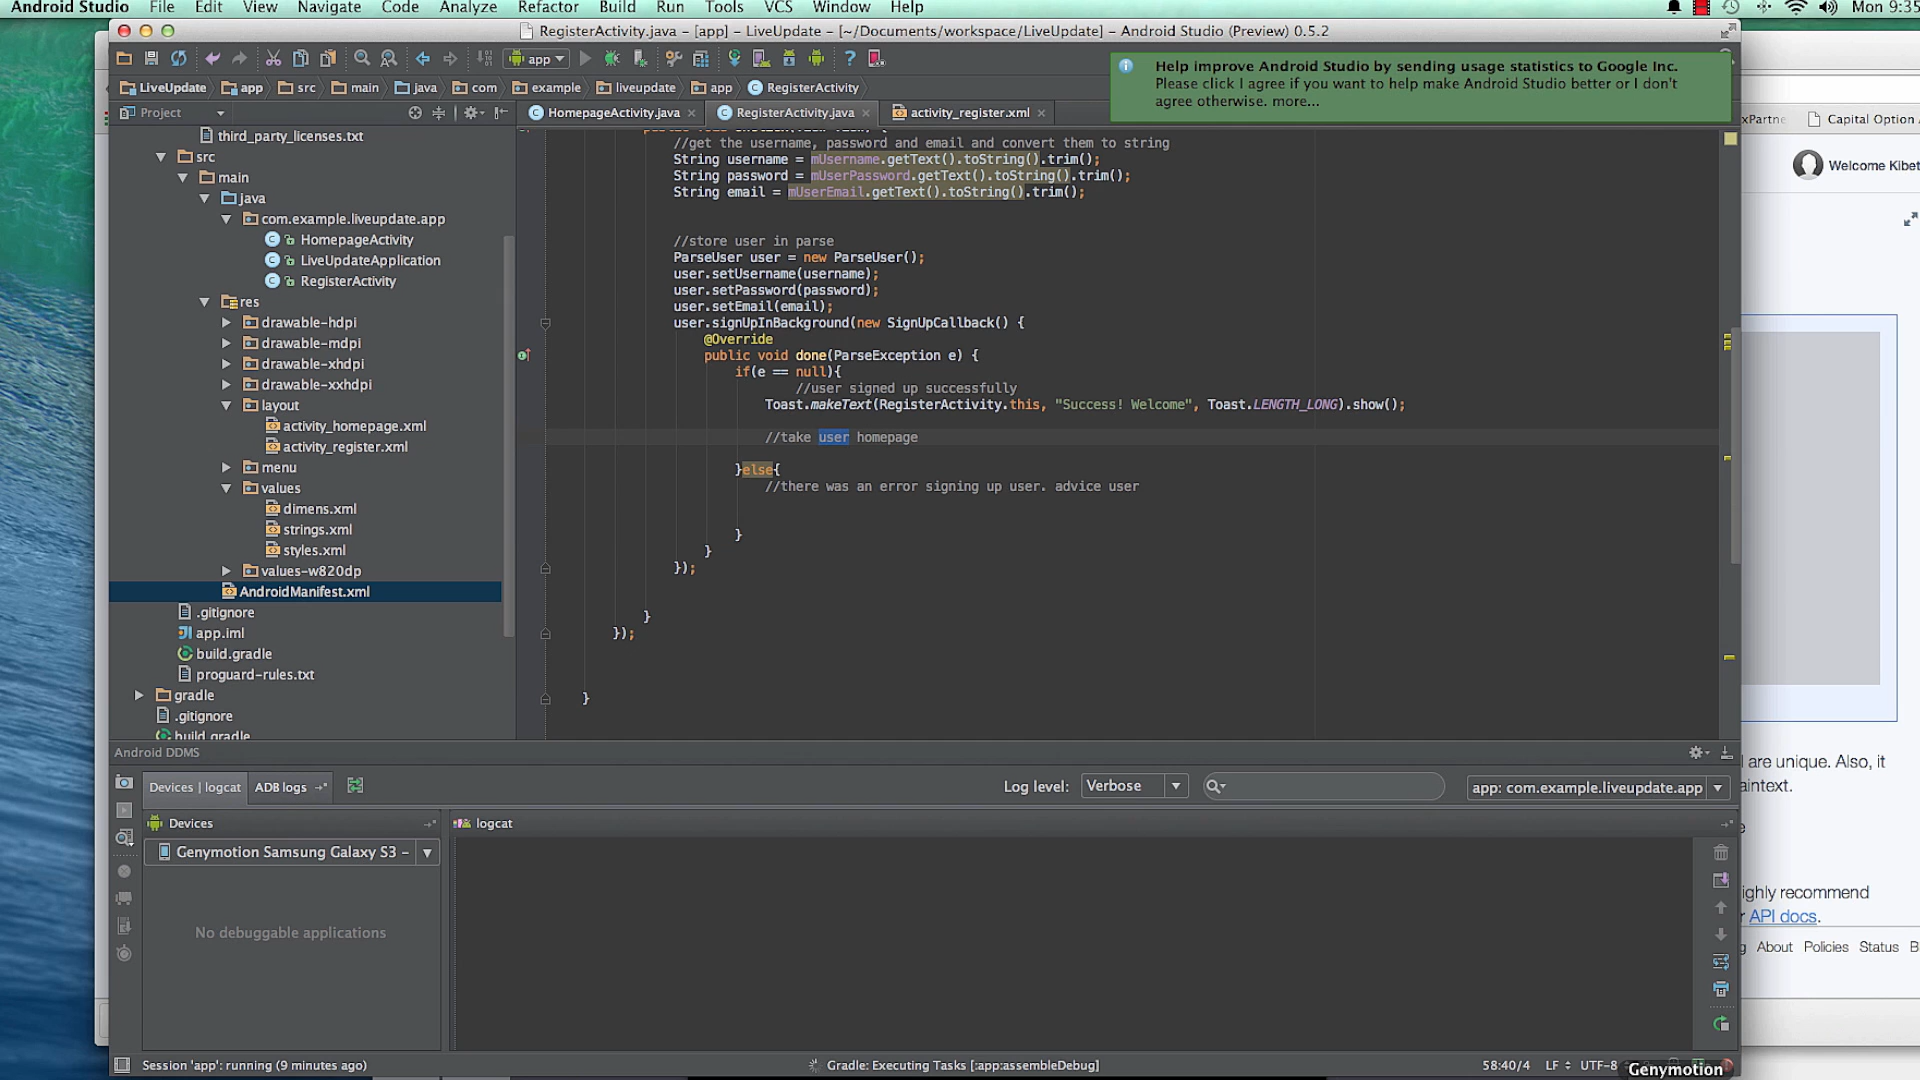 Android Studio File Edit View Navigate Code Analyze Refactor Build Run Tools VCS Window Help Mon 9:35
RegisterActivity.java - [app] - LiveUpdate - [~/Documents/workspace/LiveUpdate] - Android Studio (Preview) 0.5.2
app
Help improve Android Studio by sending usage statistics to Google Inc.
Please click I agree if you want to help make Android Studio better or I don't
agree otherwise. more...
LiveUpdate app src main java com example liveupdate app RegisterActivity
Project
HomepageActivity.java RegisterActivity.java activity_register.xml
Capital Option
Welcome Kibet
third_party_licenses.txt
src
main
java
com.example.liveupdate.app
HomepageActivity
LiveUpdateApplication
RegisterActivity
res
drawable-hdpi
drawable-mdpi
drawable-xhdpi
drawable-xxhdpi
layout
activity_homepage.xml
activity_register.xml
menu
values
dimens.xml
strings.xml
styles.xml
values-w820dp
AndroidManifest.xml
.gitignore
app.iml
build.gradle
proguard-rules.txt
gradle
.gitignore
build.gradle
//get the username, password and email and convert them to string
String username = mUsername.getText().toString().trim();
String password = mUserPassword.getText().toString().trim();
String email = mUserEmail.getText().toString().trim();
//store user in parse
ParseUser user = new ParseUser();
user.setUsername(username);
user.setPassword(password);
user.setEmail(email);
user.signUpInBackground(new SignUpCallback() {
@Override
public void done(ParseException e) {
if(e == null){
//user signed up successfully
Toast.makeText(RegisterActivity.this, "Success! Welcome", Toast.LENGTH_LONG).show();
//take user homepage
}else{
//there was an error signing up user. advice user
}
}
});
}
});
}
are unique. Also, it
aintext.
ighly recommend
API docs.
About Policies Status
Android DDMS
Devices | logcat ADB logs Log level: Verbose app: com.example.liveupdate.app
Devices logcat
Genymotion Samsung Galaxy S3 –
No debuggable applications
Session 'app': running (9 minutes ago) Gradle: Executing Tasks [:app:assembleDebug] 58:40/4 LF UTF-8
Genymotion